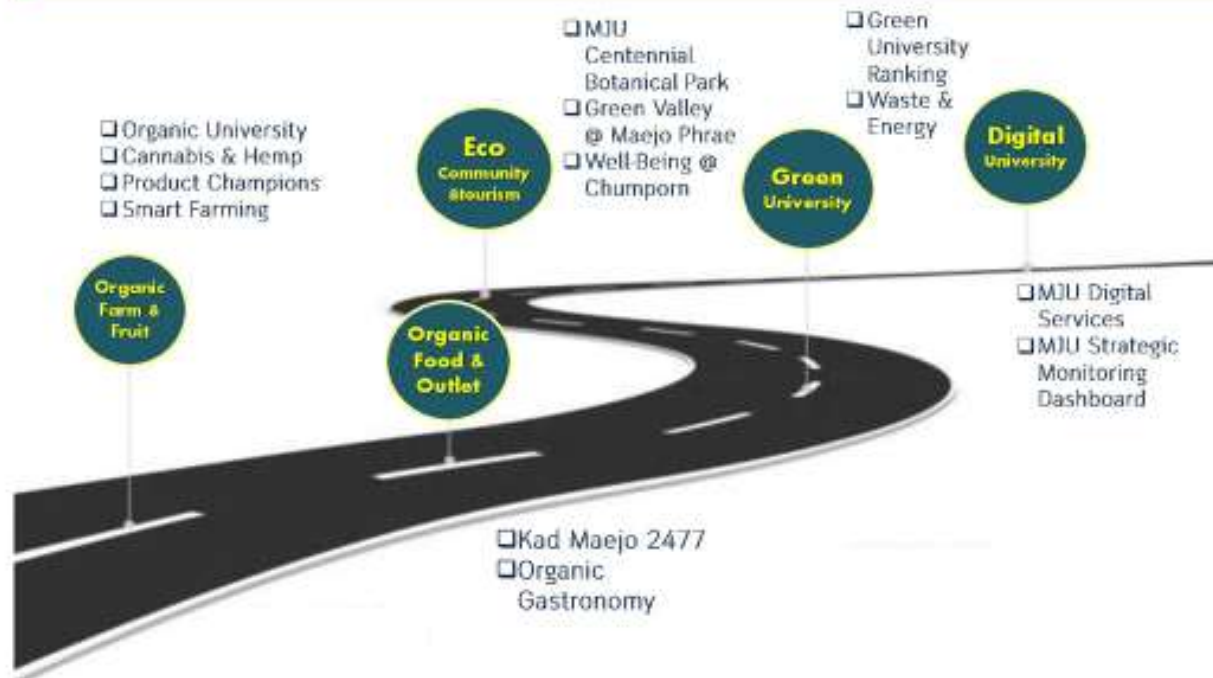 ❑ Organic University
❑ Cannabis & Hemp
❑ Product Champions
❑ Smart Farming
Organic
Farm &
Fruit
Organic
Food &
Outlet
❑ Kad Maejo 2477
❑ Organic
Gastronomy
Eco
Community
&tourism
❑ MJU
Centennial
Botanical Park
❑ Green Valley
@ Maejo Phrae
❑ Well-Being @
Chumporn
Green
University
❑ Green
University
Ranking
❑ Waste &
Energy
Digital
University
❑ MJU Digital
Services
❑ MJU Strategic
Monitoring
Dashboard